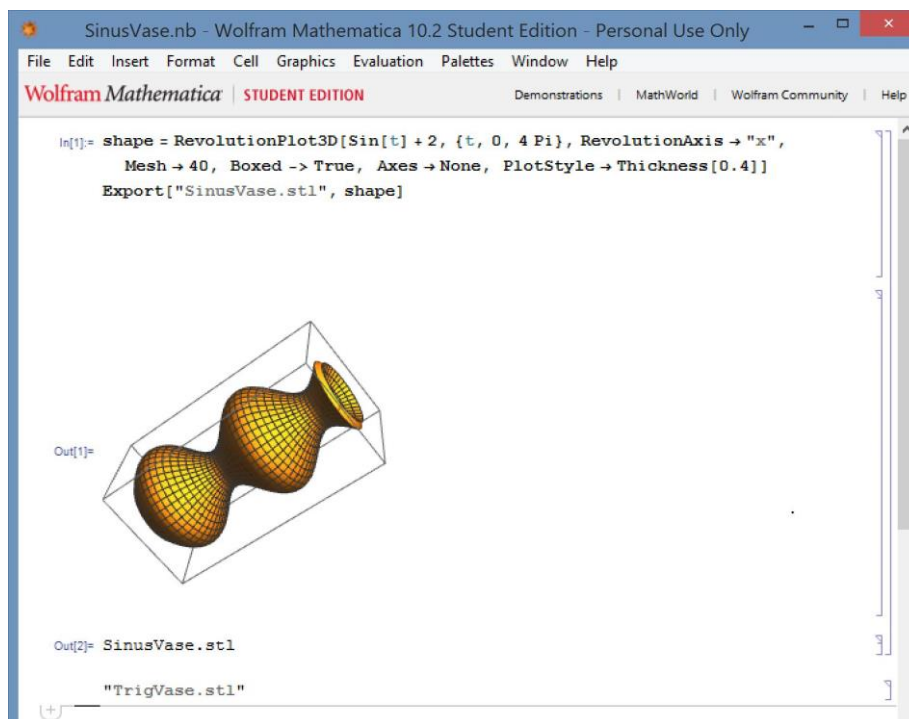 SinusVase.nb - Wolfram Mathematica 10.2 Student Edition - Personal Use Only
File Edit Insert Format Cell Graphics Evaluation Palettes Window Help
Wolfram Mathematica | STUDENT EDITION Demonstrations | MathWorld | Wolfram Community | Help
In[1]:= shape = RevolutionPlot3D[Sin[t] + 2, {t, 0, 4 Pi}, RevolutionAxis → "x",
Mesh → 40, Boxed -> True, Axes → None, PlotStyle → Thickness[0.4]]
Export["SinusVase.stl", shape]
Out[1]=
Out[2]= SinusVase.stl
"TrigVase.stl"